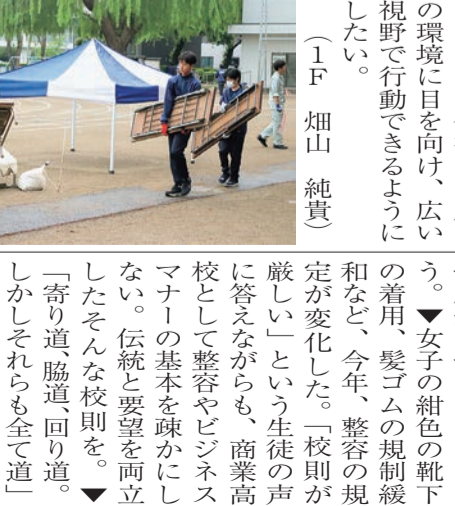 の環境に目を向け、広い
視野で行動できるように
したい。
(1F 畑山 純貴)
う。▼女子の紺色の靴下
の着用、髪ゴムの規制緩
和など、今年、整容の規
定が変化した。「校則が
厳しい」という生徒の声
に答えながらも、商業高
校として整容やビジネス
マナーの基本を疎かにし
ない。伝統と要望を両立
したそんな校則を。▼
「寄り道、脇道、回り道。
しかしそれらも全て道」